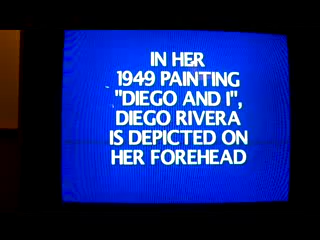 IN HER
1949 PAINTING
"DIEGO AND I",
DIEGO RIVERA
IS DEPICTED ON
HER FOREHEAD